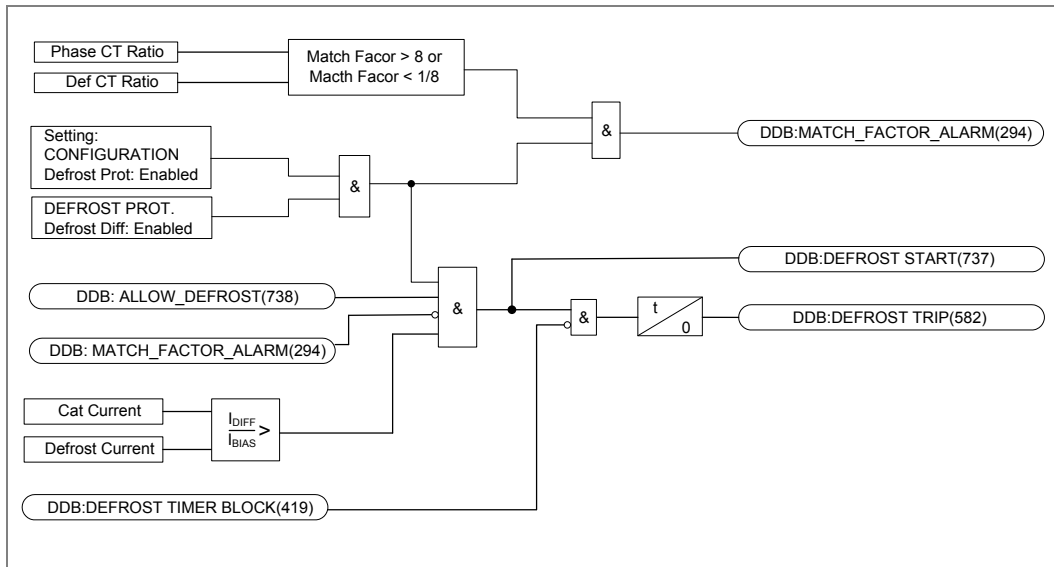 Phase CT Ratio
Def CT Ratio
Match Facor > 8 or
Macth Facor < 1/8
&
DDB:MATCH_FACTOR_ALARM(294)
Setting:
CONFIGURATION
Defrost Prot: Enabled
DEFROST PROT.
Defrost Diff: Enabled
&
DDB:DEFROST START(737)
DDB: ALLOW_DEFROST(738)
&
&
t
0
DDB:DEFROST TRIP(582)
DDB: MATCH_FACTOR_ALARM(294)
Cat Current
Defrost Current
IDIFF
IBIAS
>
DDB:DEFROST TIMER BLOCK(419)